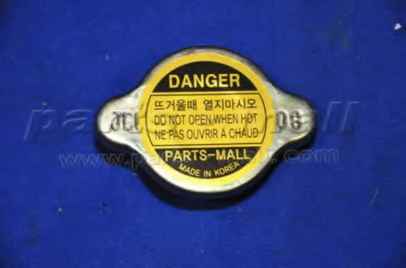 DANGER
뜨거울때 열지마시오
DO NOT OPEN WHEN HOT
NE PAS OUVRIR À CHAUD
PARTS-MALL
MADE IN KOREA